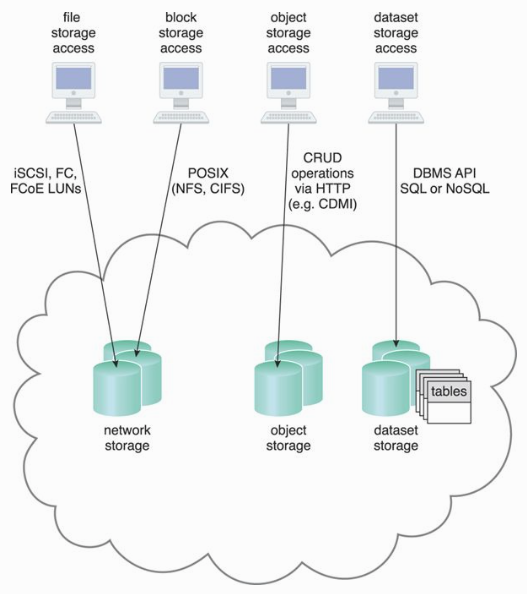 file
storage
access
block
storage
access
object
storage
access
dataset
storage
access
iSCSI, FC,
FCoE LUNs
POSIX
(NFS, CIFS)
CRUD
operations
via HTTP
(e.g. CDMI)
DBMS API
SQL or NoSQL
tables
network
storage
object
storage
dataset
storage